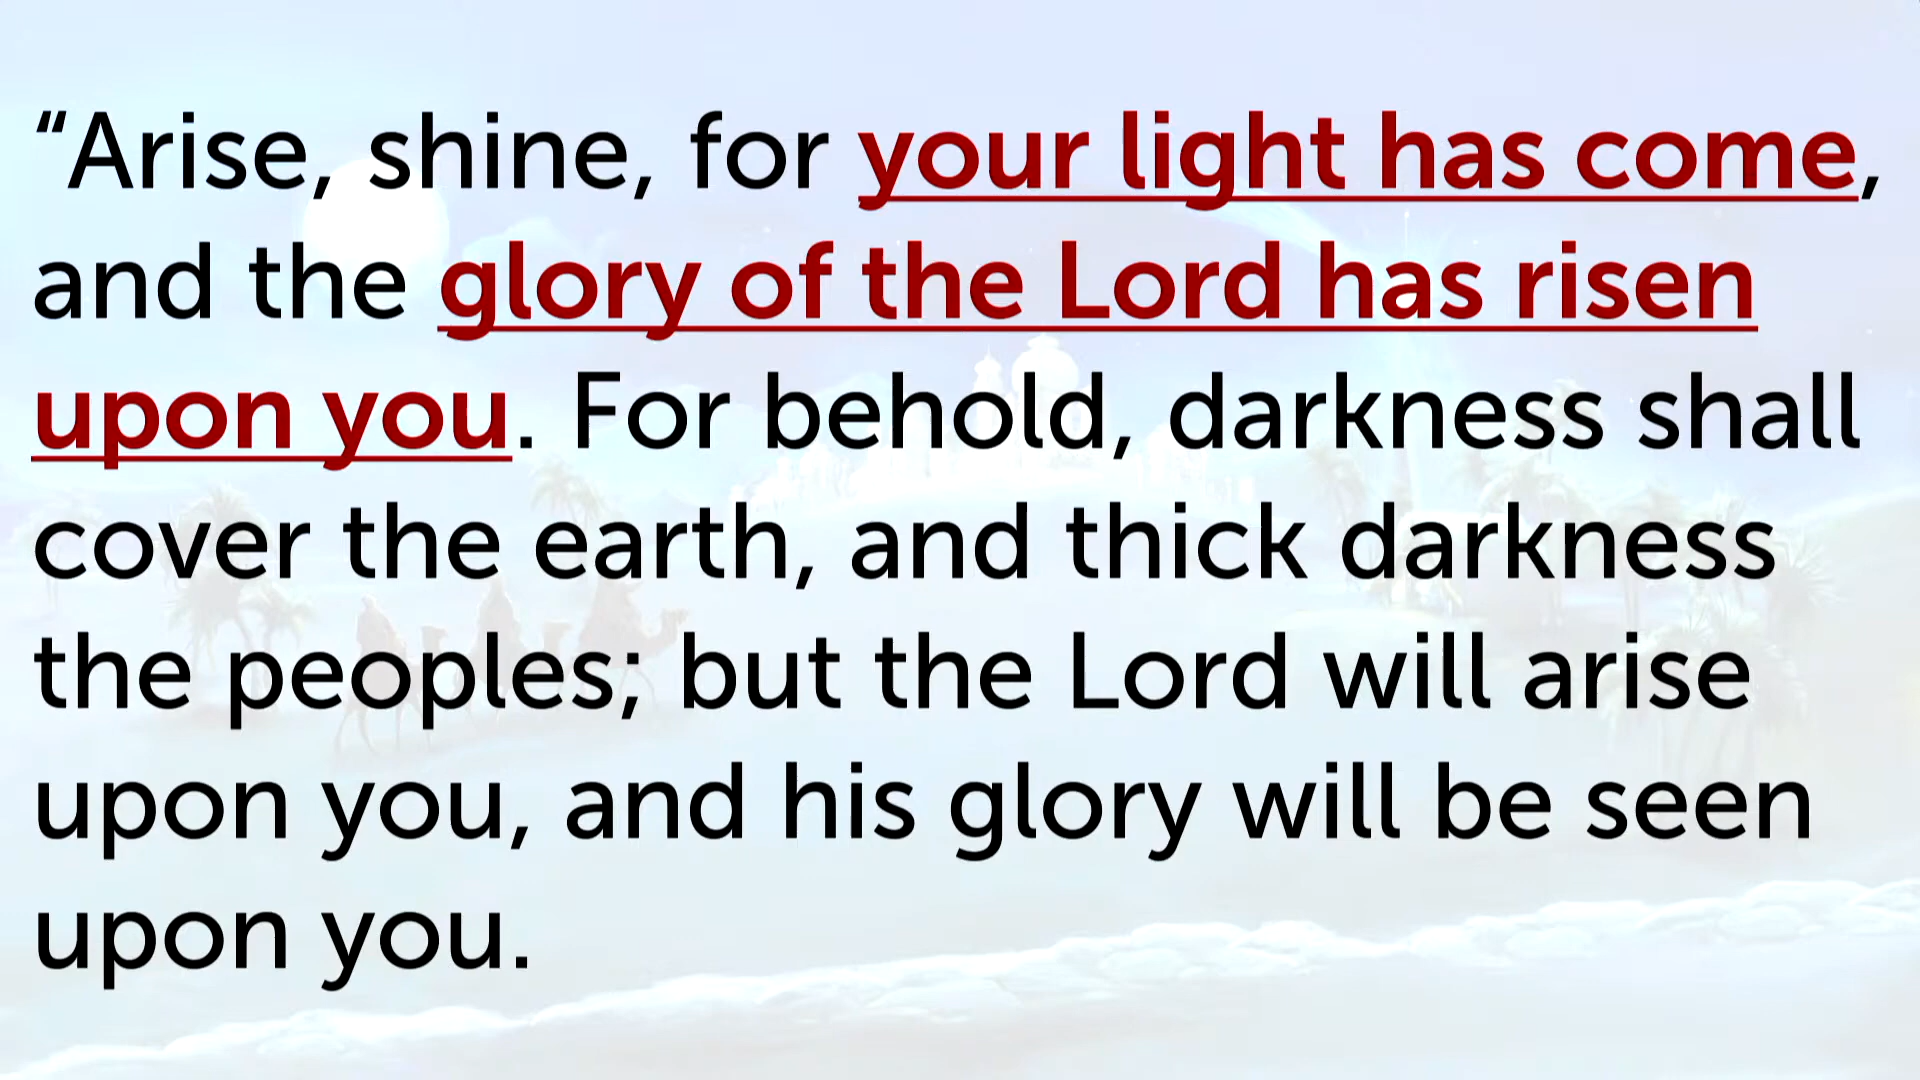 “Arise, shine, for your light has come,
and the glory of the Lord has risen
upon you. For behold, darkness shall
cover the earth, and thick darkness
the peoples; but the Lord will arise
upon you, and his glory will be seen
upon you.